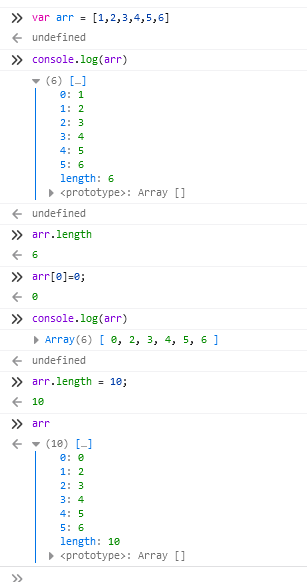 var arr = [1,2,3,4,5,6]
undefined
console.log(arr)
(6) […]
0: 1
1: 2
2: 3
3: 4
4: 5
5: 6
length: 6
<prototype>: Array []
undefined
arr.length
6
arr[0]=0;
0
console.log(arr)
Array(6) [ 0, 2, 3, 4, 5, 6 ]
undefined
arr.length = 10;
10
arr
(10) […]
0: 0
1: 2
2: 3
3: 4
4: 5
5: 6
length: 10
<prototype>: Array []